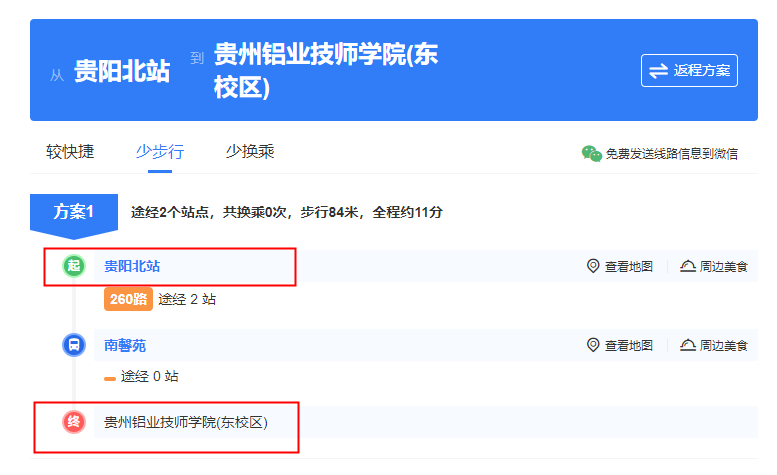 从 贵阳北站 到 贵州铝业技师学院(东
校区)
返程方案
较快捷 少步行 少换乘 免费发送线路信息到微信
方案1 途经2个站点，共换乘0次，步行84米，全程约11分
起 贵阳北站 查看地图 周边美食
260路 途经 2 站
南馨苑 查看地图 周边美食
途经 0 站
终 贵州铝业技师学院(东校区)